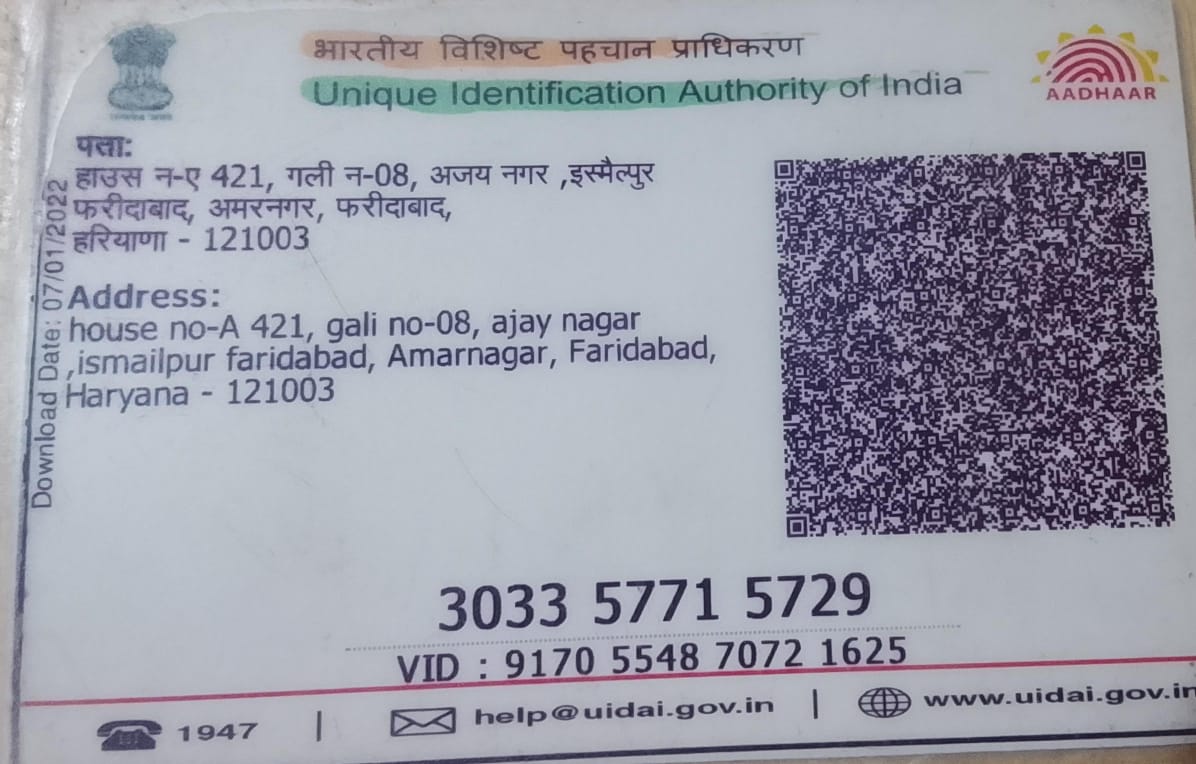 भारतीय विशिष्ट पहचान प्राधिकरण
Unique Identification Authority of India
AADHAAR
पता:
हाउस न-ए 421, गली न-08, अजय नगर ,इस्मैल्पुर
फरीदाबाद, अमरनगर, फरीदाबाद,
हरियाणा - 121003
Address:
house no-A 421, gali no-08, ajay nagar
,ismailpur faridabad, Amarnagar, Faridabad,
Haryana - 121003
Download Date: 07/01/2022
3033 5771 5729
VID : 9170 5548 7072 1625
1947 | help@uidai.gov.in | www.uidai.gov.in